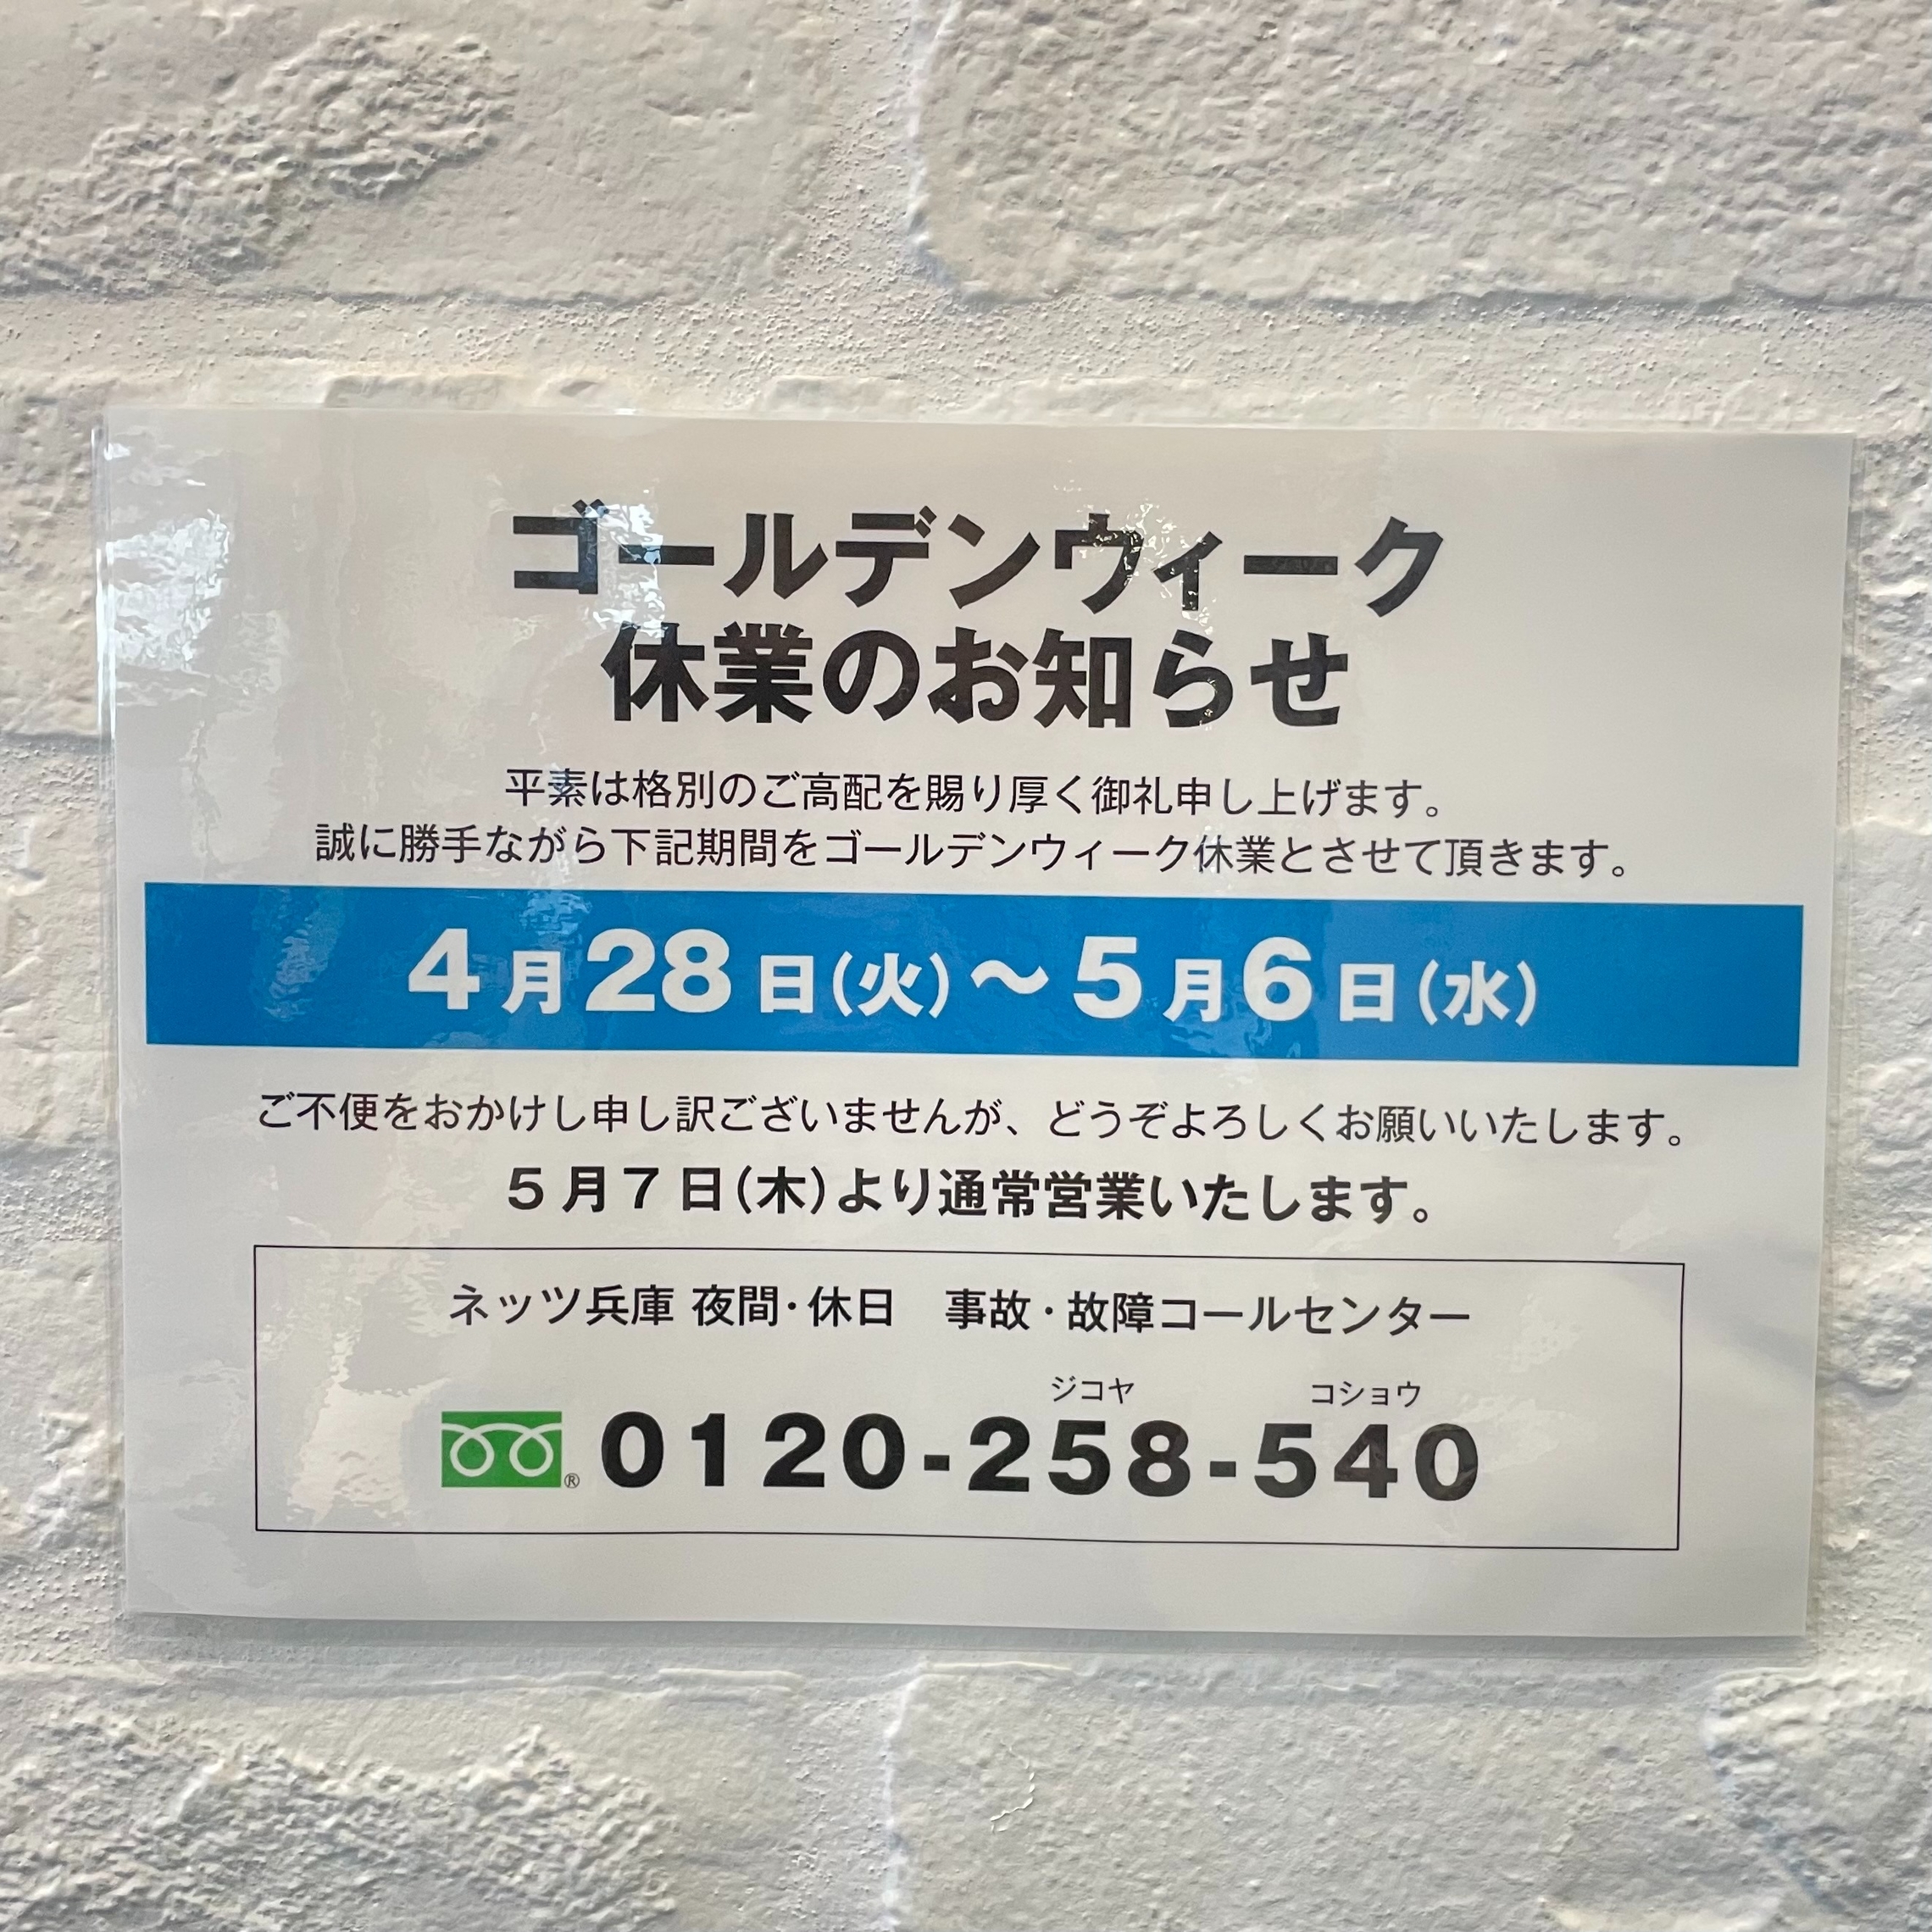 ゴールデンウィーク
休業のお知らせ
平素は格別のご高配を賜り厚く御礼申し上げます。
誠に勝手ながら下記期間をゴールデンウィーク休業とさせて頂きます。
4月28日(火)〜5月6日(水)
ご不便をおかけし申し訳ございませんが、どうぞよろしくお願いいたします。
5月7日(木)より通常営業いたします。
ネッツ兵庫 夜間・休日　事故・故障コールセンター
ジコヤ コショウ
® 0120-258-540